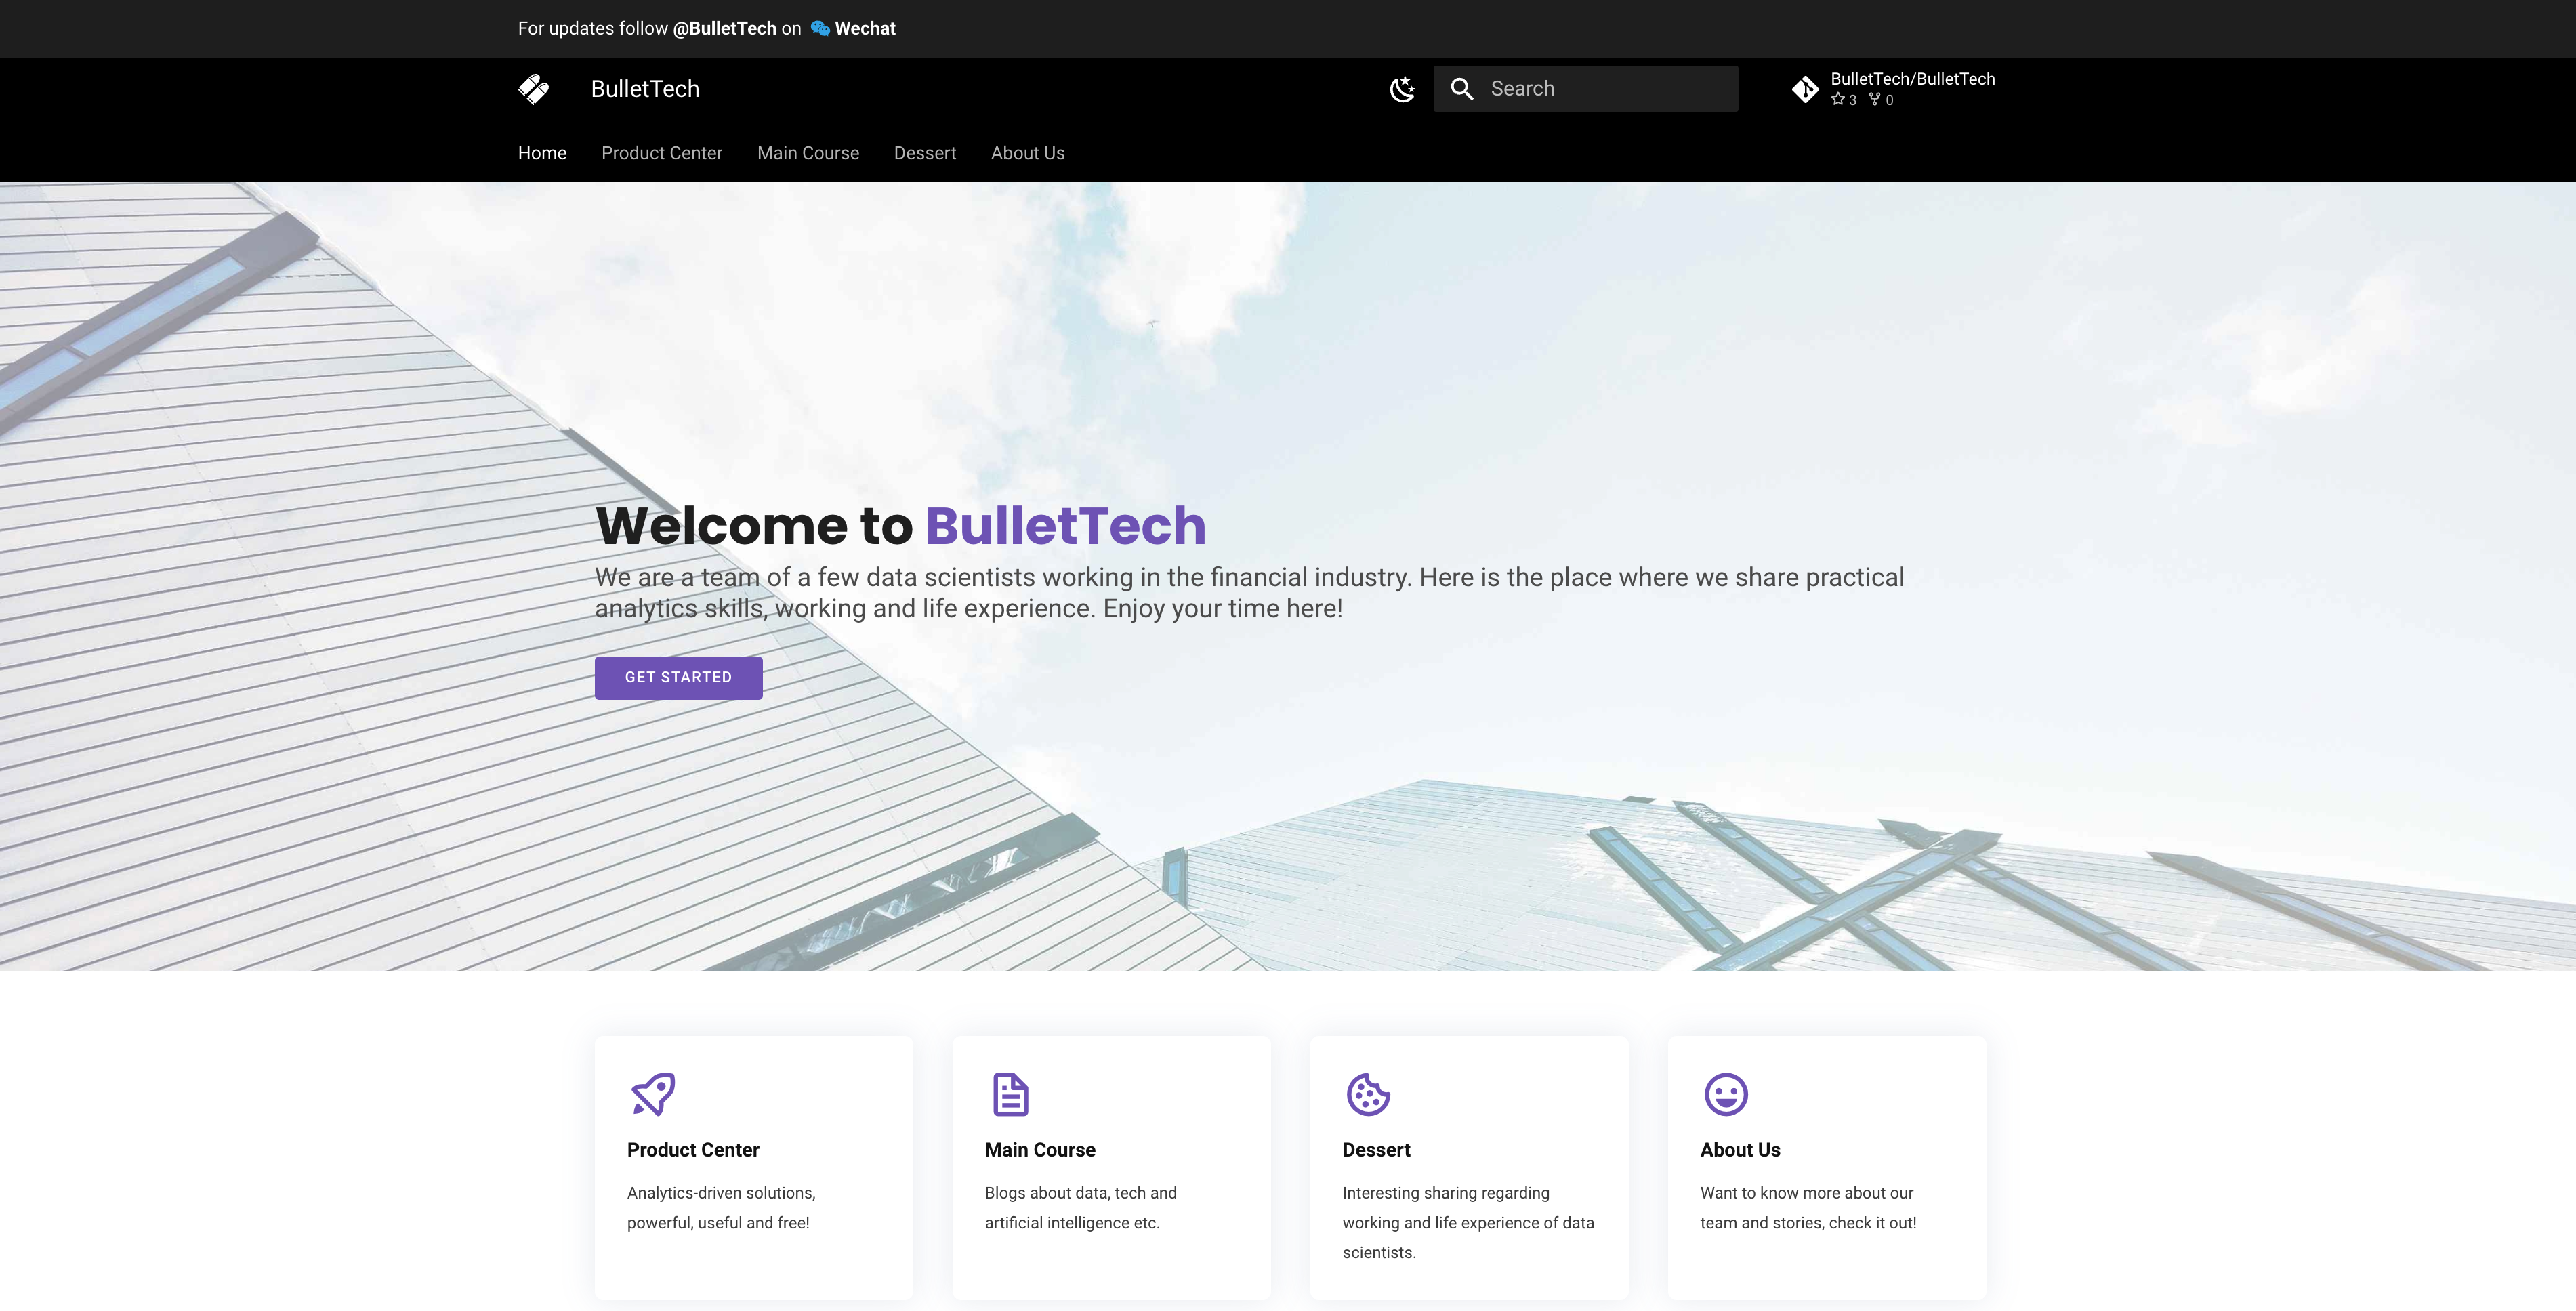 For updates follow @BulletTech on Wechat
BulletTech
Search
BulletTech/BulletTech
3 0
Home Product Center Main Course Dessert About Us
Welcome to BulletTech
We are a team of a few data scientists working in the financial industry. Here is the place where we share practical
analytics skills, working and life experience. Enjoy your time here!
GET STARTED
Product Center
Analytics-driven solutions,
powerful, useful and free!
Main Course
Blogs about data, tech and
artificial intelligence etc.
Dessert
Interesting sharing regarding
working and life experience of data
scientists.
About Us
Want to know more about our
team and stories, check it out!